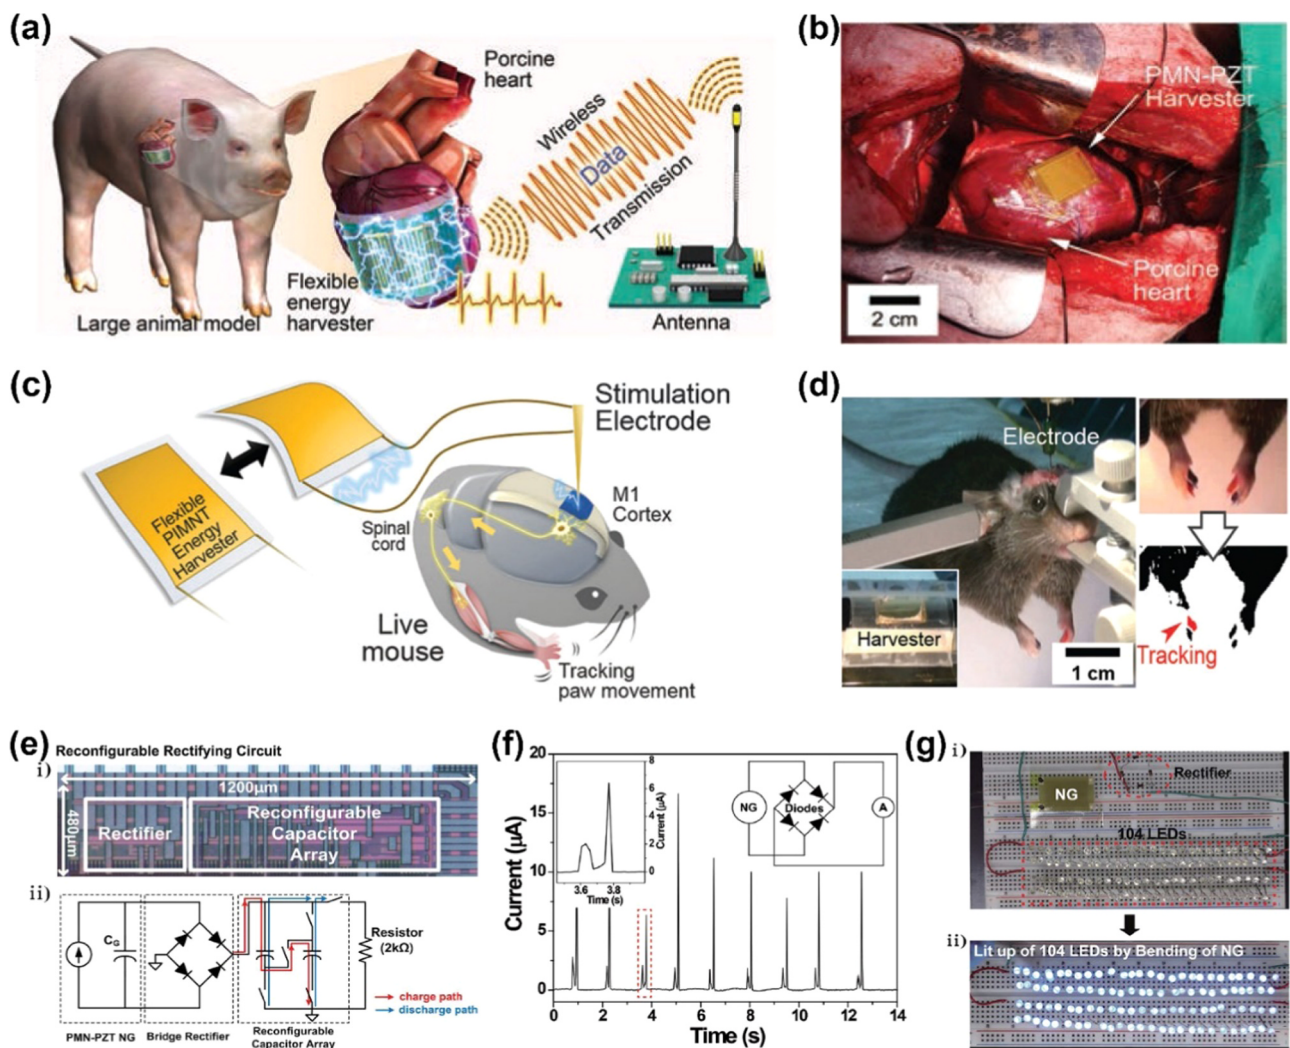 (a)
Porcine
heart
Wireless
Data
Transmission
Flexible
energy
harvester
Large animal model
Antenna
(b)
PMN-PZT
Harvester
Porcine
heart
2 cm
(c)
Stimulation
Electrode
Flexible
PIMNT
Energy
Harvester
M1
Cortex
Spinal
cord
Live
mouse
Tracking
paw movement
(d)
Electrode
Harvester
1 cm
Tracking
(e)
Reconfigurable Rectifying Circuit
i)
1200μm
480μm
Rectifier
Reconfigurable
Capacitor
Array
ii)
CG
Resistor
(2kΩ)
charge path
discharge path
PMN-PZT NG
Bridge Rectifier
Reconfigurable
Capacitor Array
(f)
20
15
10
5
0
Current (μA)
0 2 4 6 8 10 12 14
Time (s)
8
6
4
2
0
Current (μA)
3.6 3.8
Time (s)
NG
Diodes
A
(g)
i)
Rectifier
NG
104 LEDs
ii)
Lit up of 104 LEDs by Bending of NG